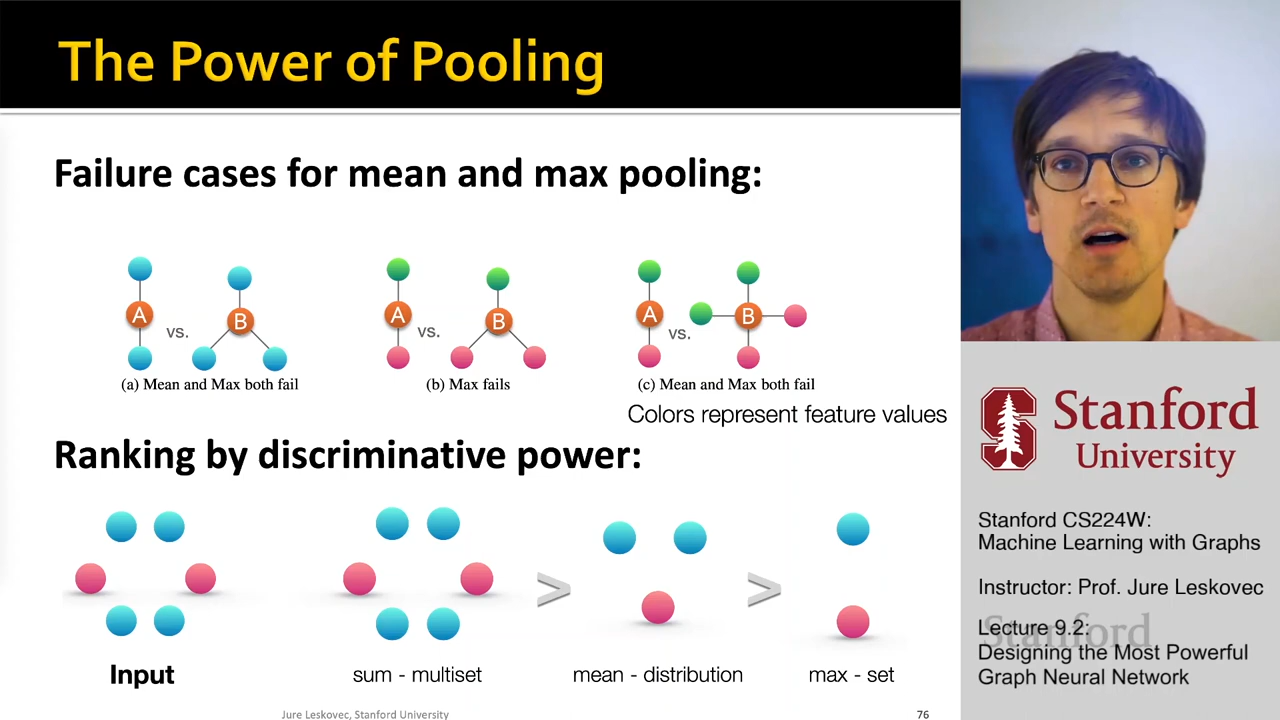 The Power of Pooling
Failure cases for mean and max pooling:
A vs. B
A vs. B
A vs. B
(a) Mean and Max both fail
(b) Max fails
(c) Mean and Max both fail
Colors represent feature values
Ranking by discriminative power:
> >
Input
sum - multiset
mean - distribution
max - set
Jure Leskovec, Stanford University
76
Stanford
University
Stanford CS224W:
Machine Learning with Graphs
Instructor: Prof. Jure Leskovec
Lecture 9.2:
Designing the Most Powerful
Graph Neural Network
Stanford